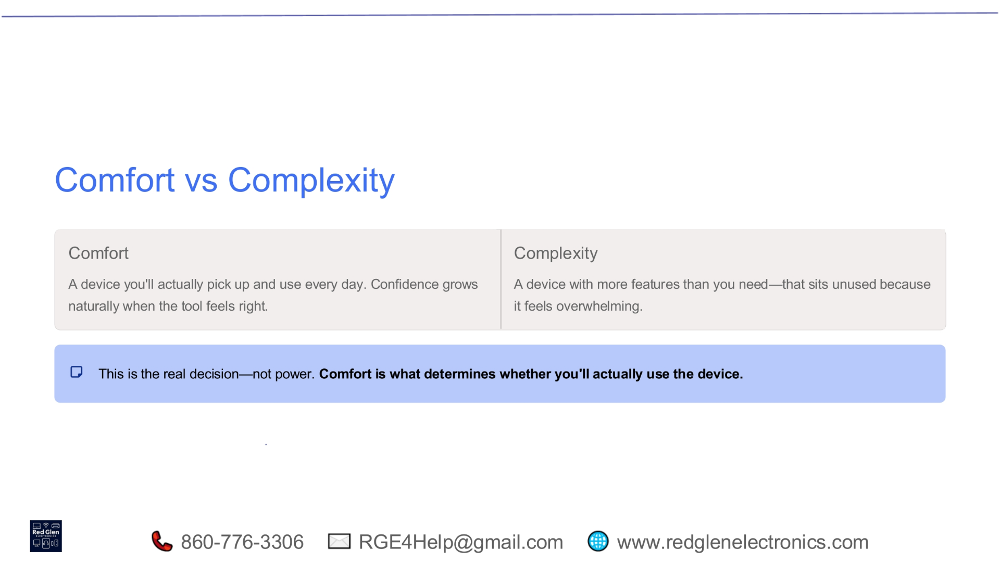 Comfort vs Complexity
Comfort
A device you'll actually pick up and use every day. Confidence grows
naturally when the tool feels right.
Complexity
A device with more features than you need—that sits unused because
it feels overwhelming.
This is the real decision—not power. Comfort is what determines whether you'll actually use the device.
.
Red Glen
ELECTRONICS
860-776-3306
RGE4Help@gmail.com
www.redglenelectronics.com